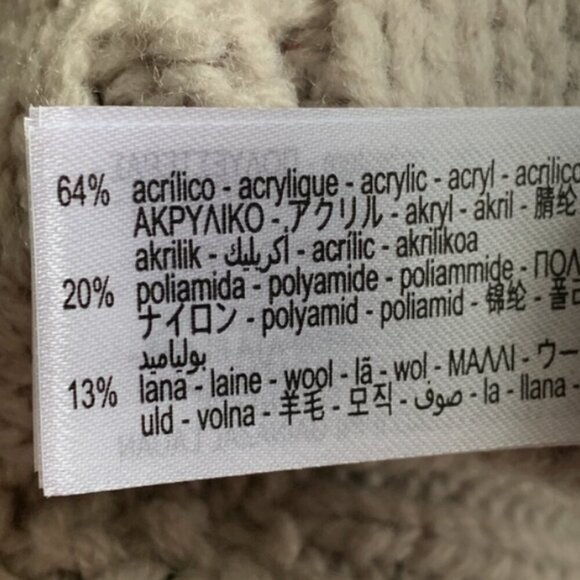 64% acrílico - acrylique - acrylic - acryl - acrilico
ΑΚΡΥΛΙΚΟ - アクリル - akryl - akril - 腈纶
akrilik - أكريليك - acrílic - akrilikoa
20% poliamida - polyamide - poliammide - ΠΟΛ
ナイロン - polyamid - poliamid - 锦纶 - 폴리
بولياميد
13% lana - laine - wool - lã - wol - ΜΑΛΛΙ - ウー
uld - volna - 羊毛 - 모직 - صوف - la - llana -